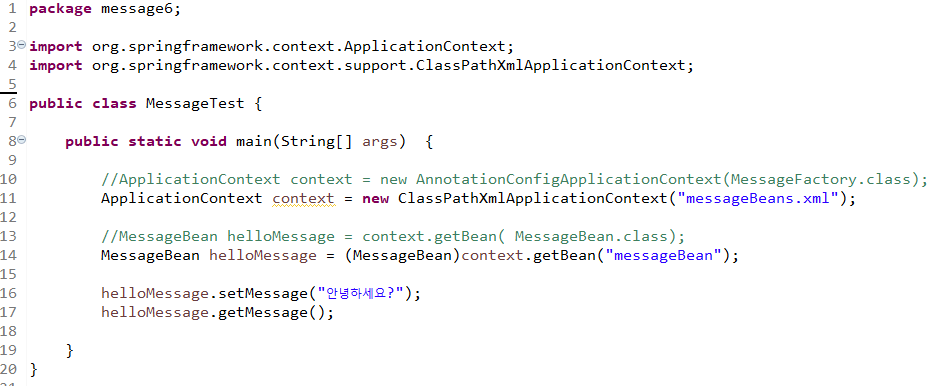 1 package message6;
2
3 import org.springframework.context.ApplicationContext;
4 import org.springframework.context.support.ClassPathXmlApplicationContext;
5
6 public class MessageTest {
7
8     public static void main(String[] args)  {
9
10         //ApplicationContext context = new AnnotationConfigApplicationContext(MessageFactory.class);
11         ApplicationContext context = new ClassPathXmlApplicationContext("messageBeans.xml");
12
13         //MessageBean helloMessage = context.getBean( MessageBean.class);
14         MessageBean helloMessage = (MessageBean)context.getBean("messageBean");
15
16         helloMessage.setMessage("안녕하세요?");
17         helloMessage.getMessage();
18
19     }
20 }
21